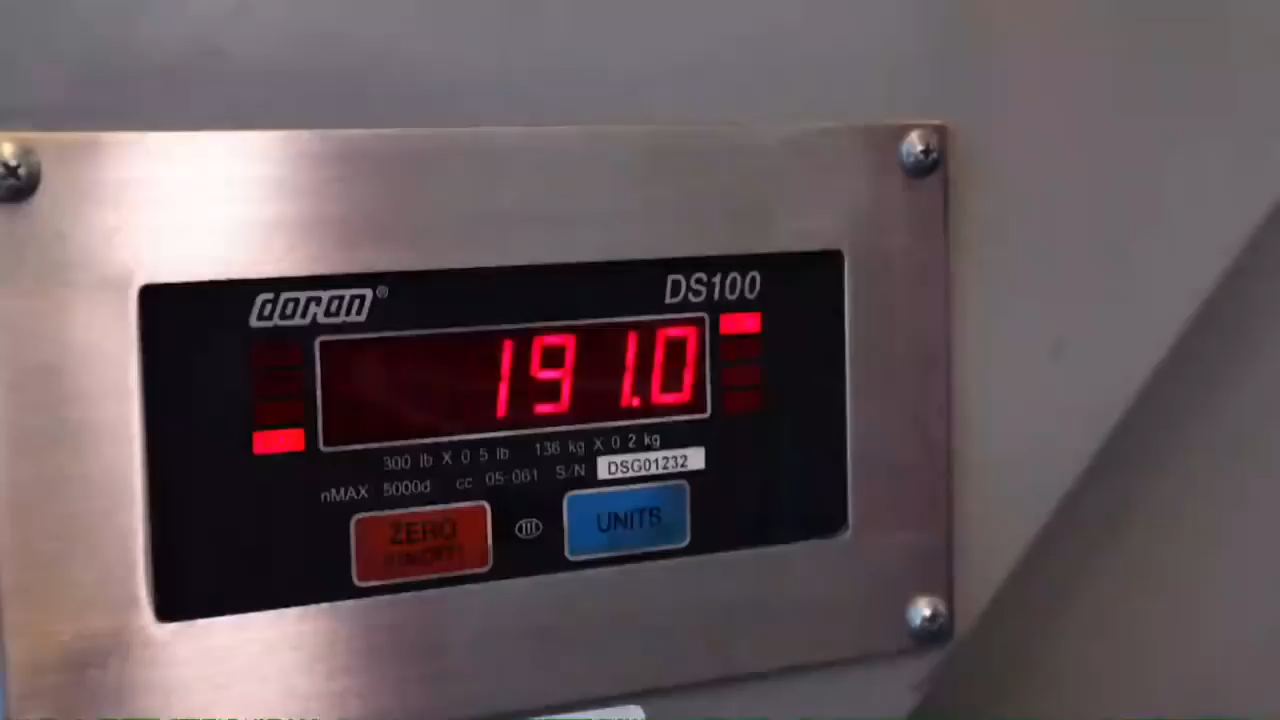 doran®
DS100
191.0
300 lb X 0.5 lb 136 kg X 0.2 kg
nMAX 5000d cc 05-061 S/N DSG01232
ZERO
III
UNITS